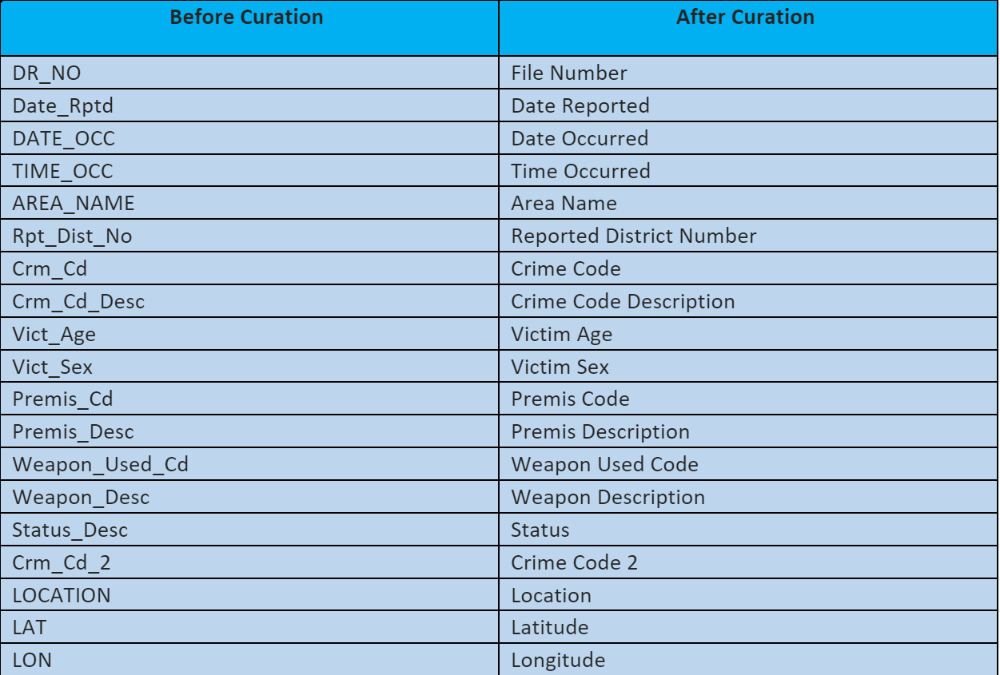 Before Curation After Curation
DR_NO File Number
Date_Rptd Date Reported
DATE_OCC Date Occurred
TIME_OCC Time Occurred
AREA_NAME Area Name
Rpt_Dist_No Reported District Number
Crm_Cd Crime Code
Crm_Cd_Desc Crime Code Description
Vict_Age Victim Age
Vict_Sex Victim Sex
Premis_Cd Premis Code
Premis_Desc Premis Description
Weapon_Used_Cd Weapon Used Code
Weapon_Desc Weapon Description
Status_Desc Status
Crm_Cd_2 Crime Code 2
LOCATION Location
LAT Latitude
LON Longitude